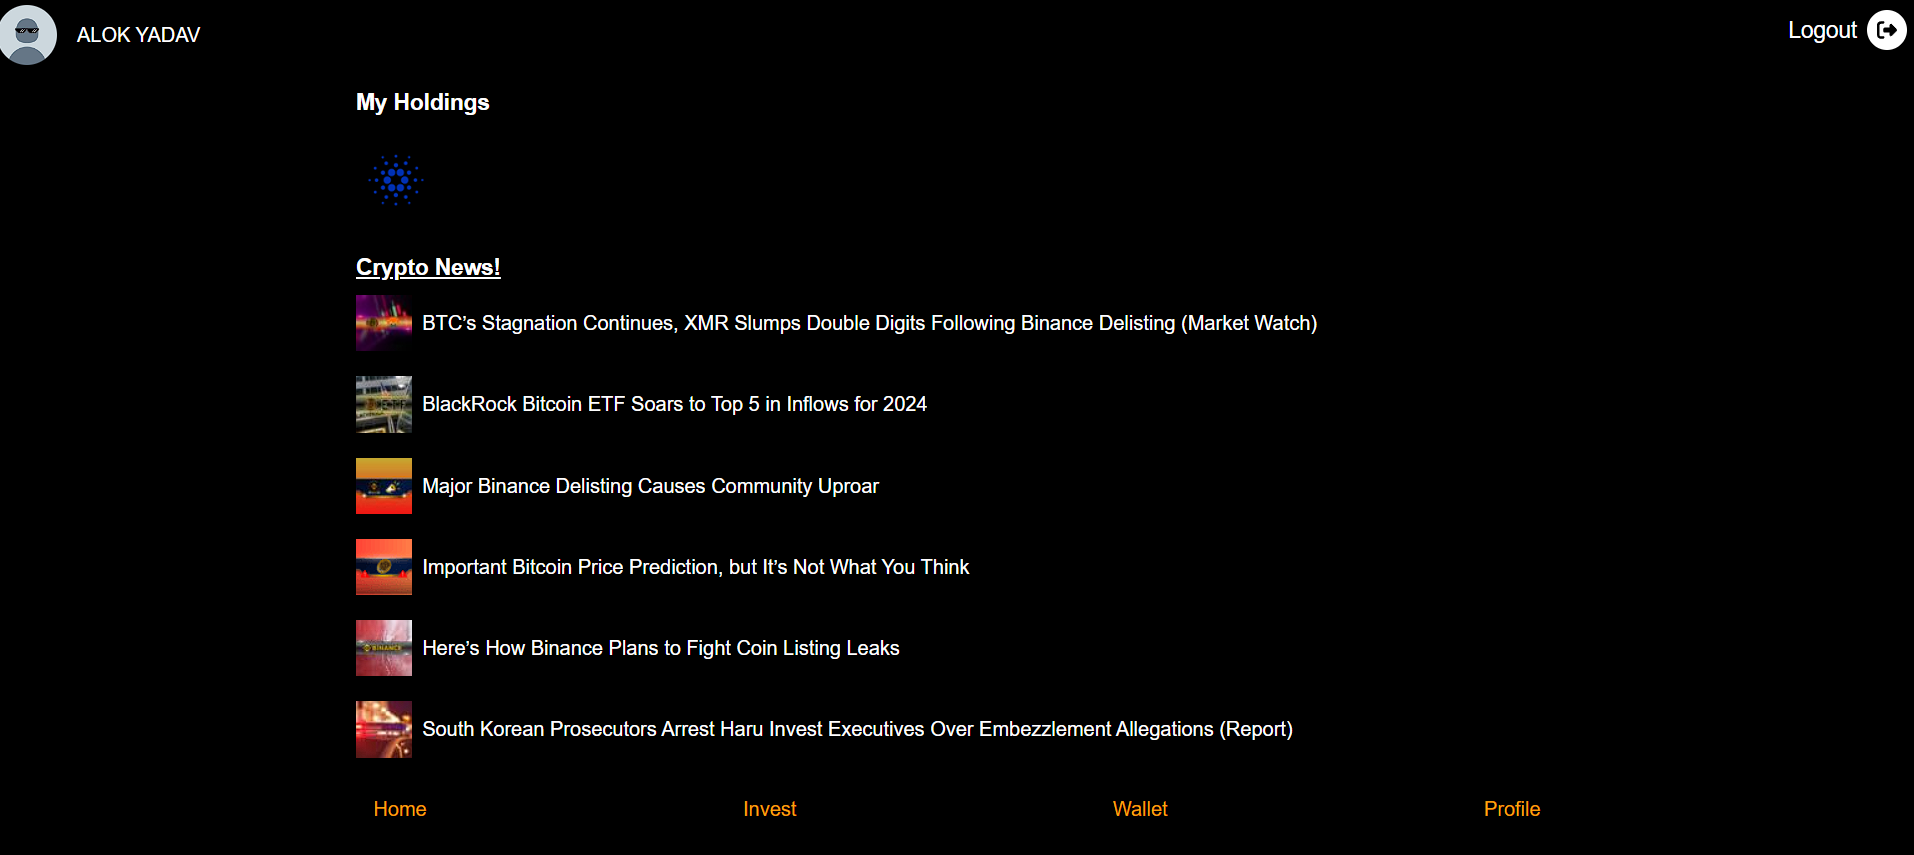 ALOK YADAV
Logout
My Holdings
Crypto News!
BTC’s Stagnation Continues, XMR Slumps Double Digits Following Binance Delisting (Market Watch)
BlackRock Bitcoin ETF Soars to Top 5 in Inflows for 2024
Major Binance Delisting Causes Community Uproar
Important Bitcoin Price Prediction, but It’s Not What You Think
BINANCE
Here’s How Binance Plans to Fight Coin Listing Leaks
South Korean Prosecutors Arrest Haru Invest Executives Over Embezzlement Allegations (Report)
Home
Invest
Wallet
Profile